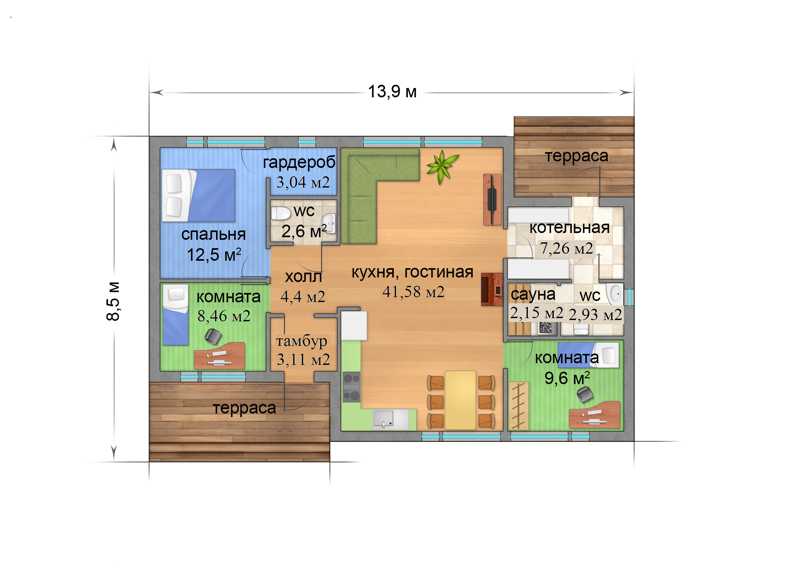 13,9 м
8,5 м
терраса
гардероб
3,04 м2
wc
2,6 м²
спальня
12,5 м²
котельная
7,26 м2
холл
4,4 м2
кухня, гостиная
41,58 м2
комната
8,46 м2
сауна
2,15 м2
wc
2,93 м2
тамбур
3,11 м2
комната
9,6 м²
терраса